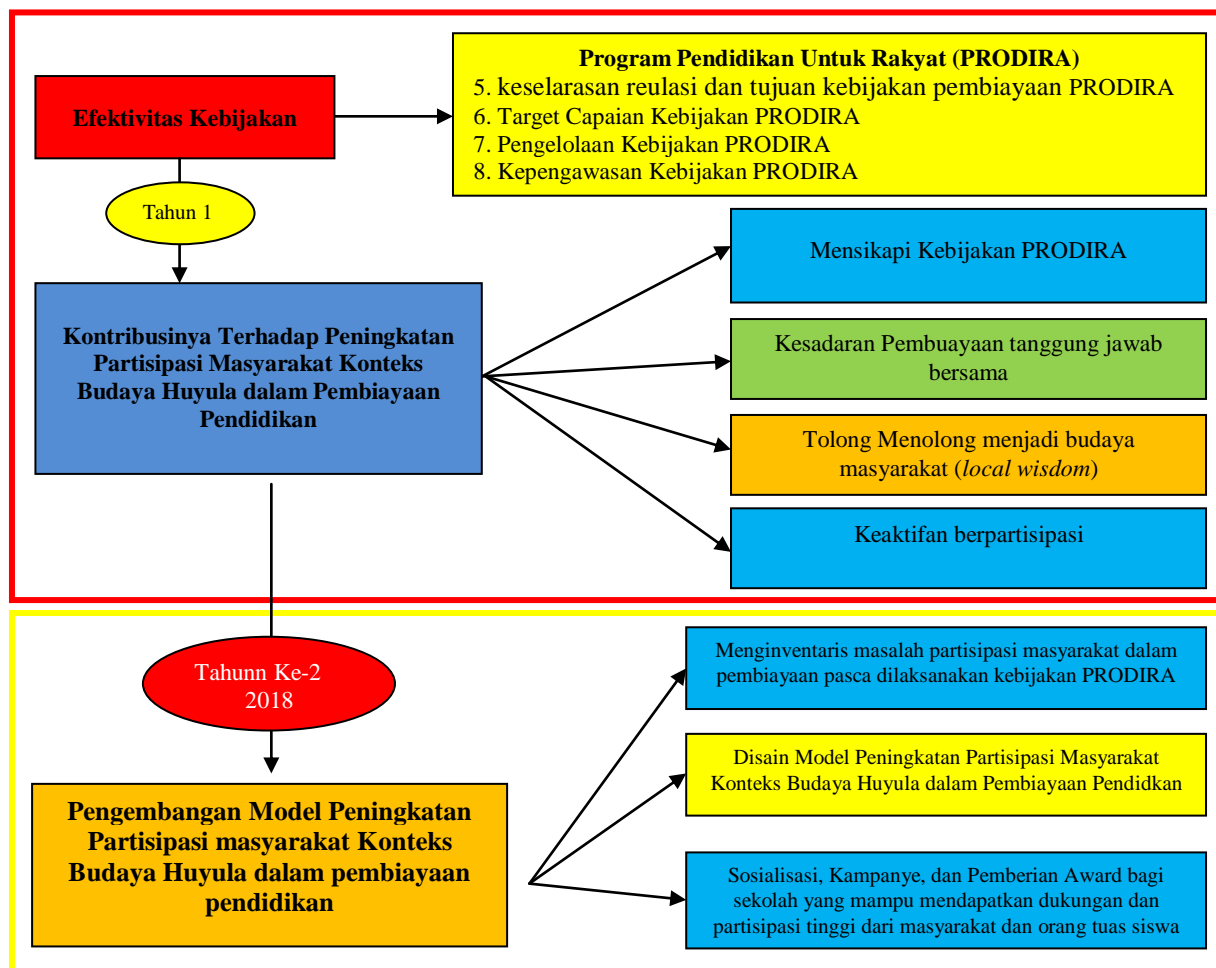 Program Pendidikan Untuk Rakyat (PRODIRA)
5. keselarasan reulasi dan tujuan kebijakan pembiayaan PRODIRA
6. Target Capaian Kebijakan PRODIRA
7. Pengelolaan Kebijakan PRODIRA
8. Kepengawasan Kebijakan PRODIRA
Efektivitas Kebijakan
Tahun 1
Kontribusinya Terhadap Peningkatan
Partisipasi Masyarakat Konteks
Budaya Huyula dalam Pembiayaan
Pendidikan
Mensikapi Kebijakan PRODIRA
Kesadaran Pembuayaan tanggung jawab
bersama
Tolong Menolong menjadi budaya
masyarakat (local wisdom)
Keaktifan berpartisipasi
Tahunn Ke-2
2018
Pengembangan Model Peningkatan
Partisipasi masyarakat Konteks
Budaya Huyula dalam pembiayaan
pendidikan
Menginventaris masalah partisipasi masyarakat dalam
pembiayaan pasca dilaksanakan kebijakan PRODIRA
Disain Model Peningkatan Partisipasi Masyarakat
Konteks Budaya Huyula dalam Pembiayaan Pendidkan
Sosialisasi, Kampanye, dan Pemberian Award bagi
sekolah yang mampu mendapatkan dukungan dan
partisipasi tinggi dari masyarakat dan orang tuas siswa